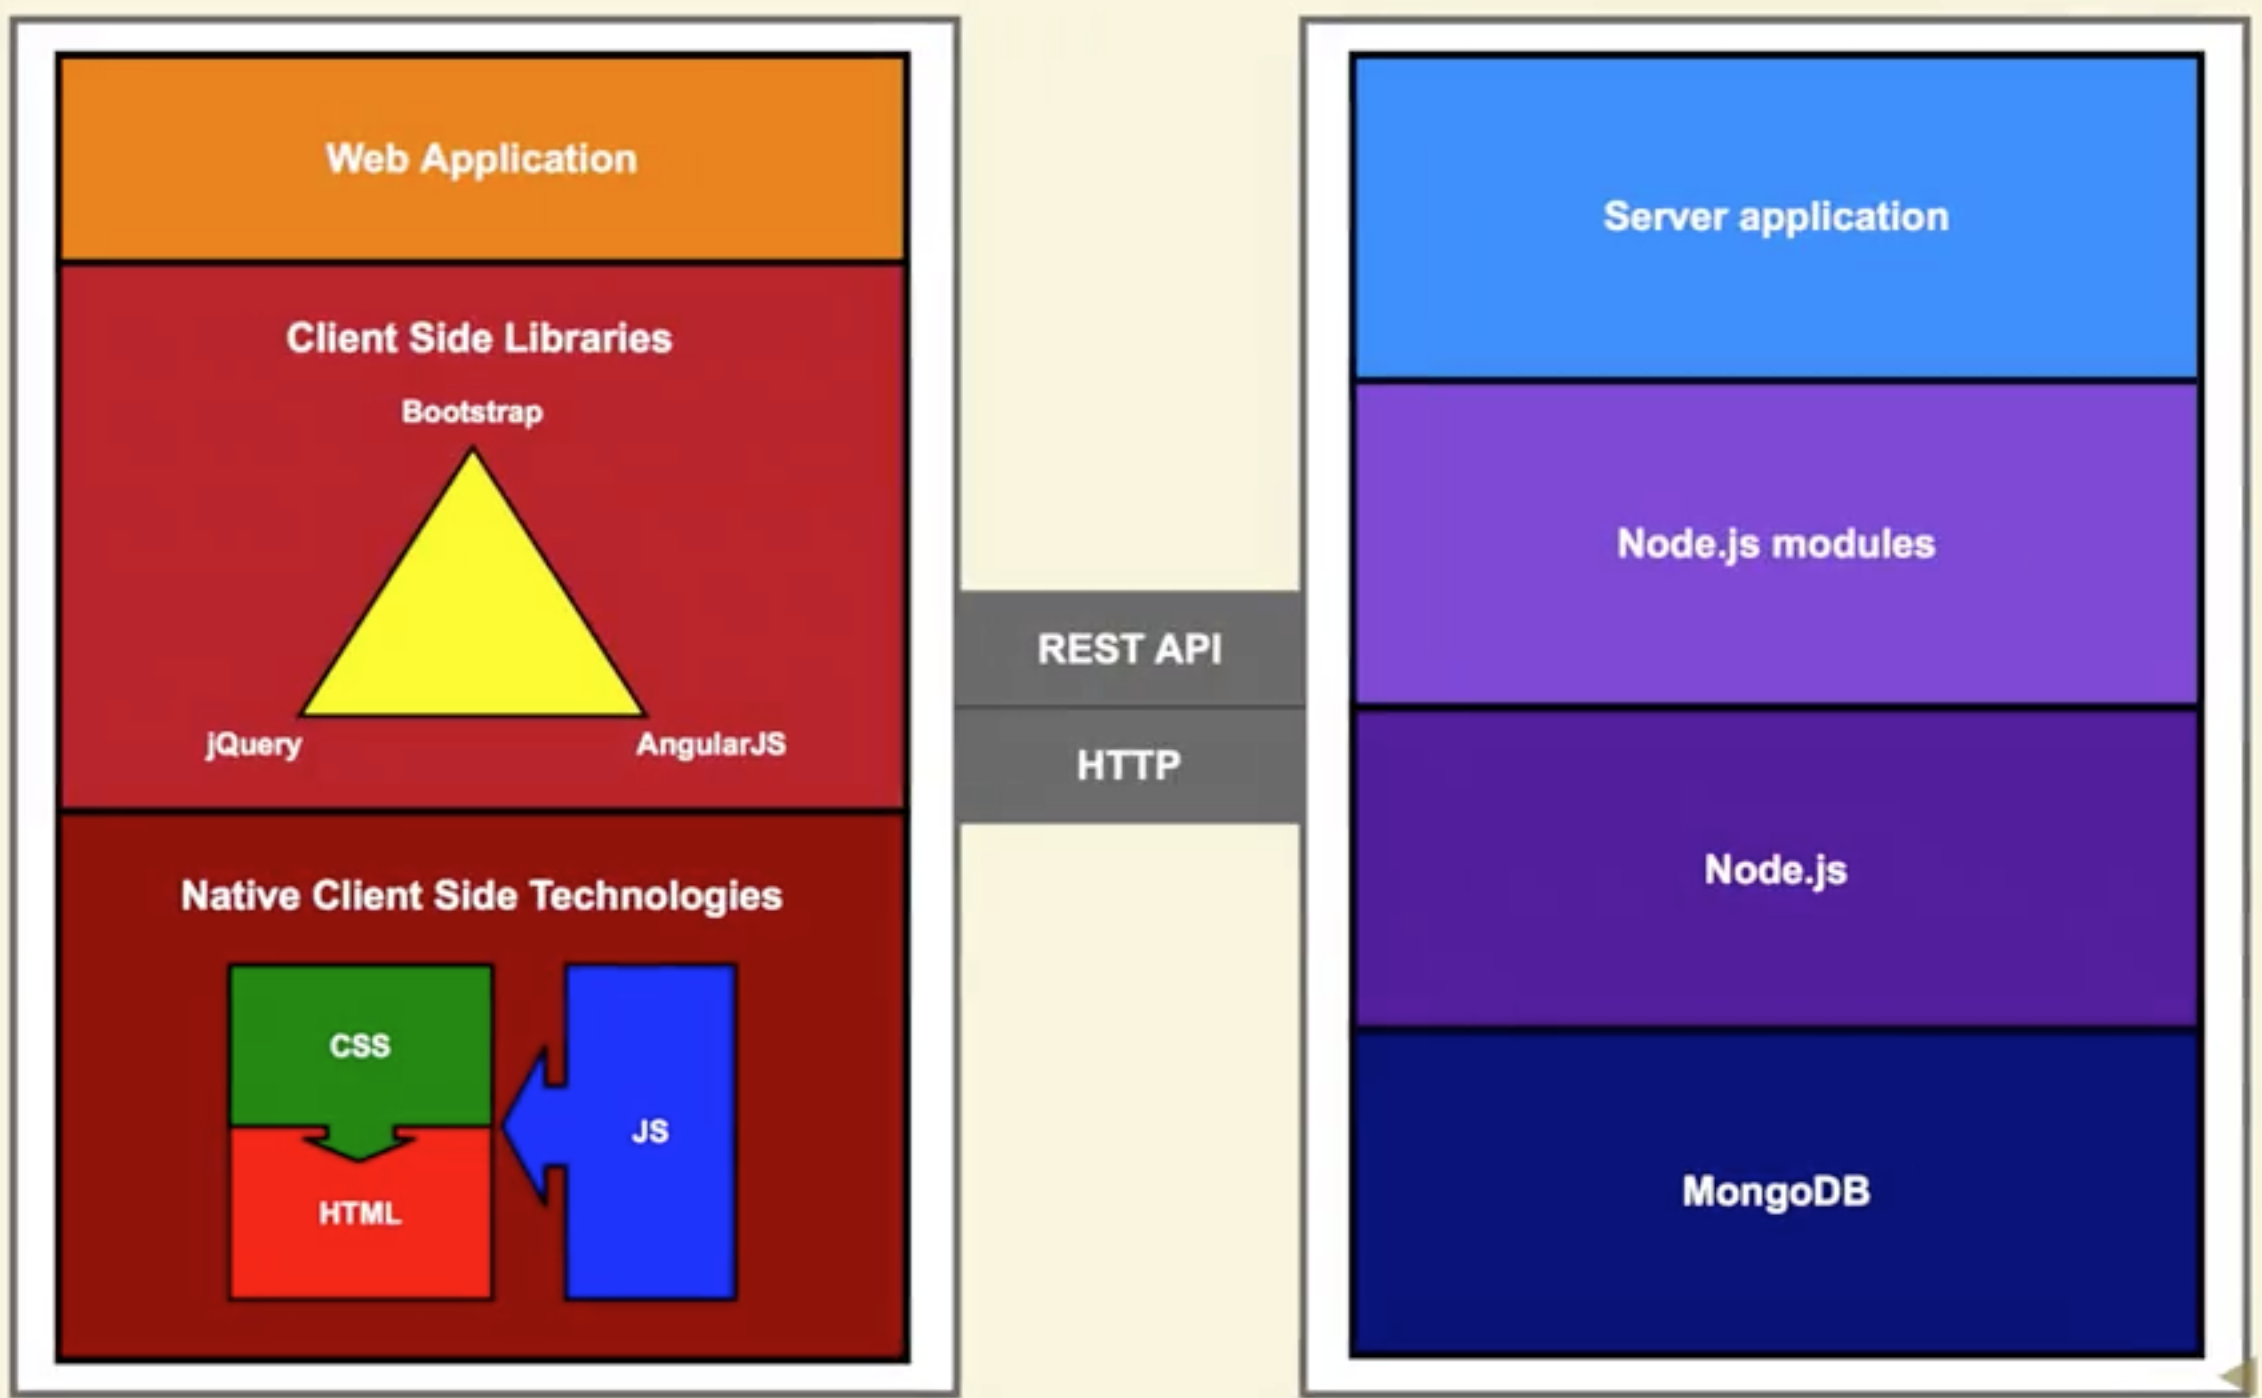 Web Application
Client Side Libraries
Bootstrap
jQuery
AngularJS
Native Client Side Technologies
CSS
HTML
JS
REST API
HTTP
Server application
Node.js modules
Node.js
MongoDB